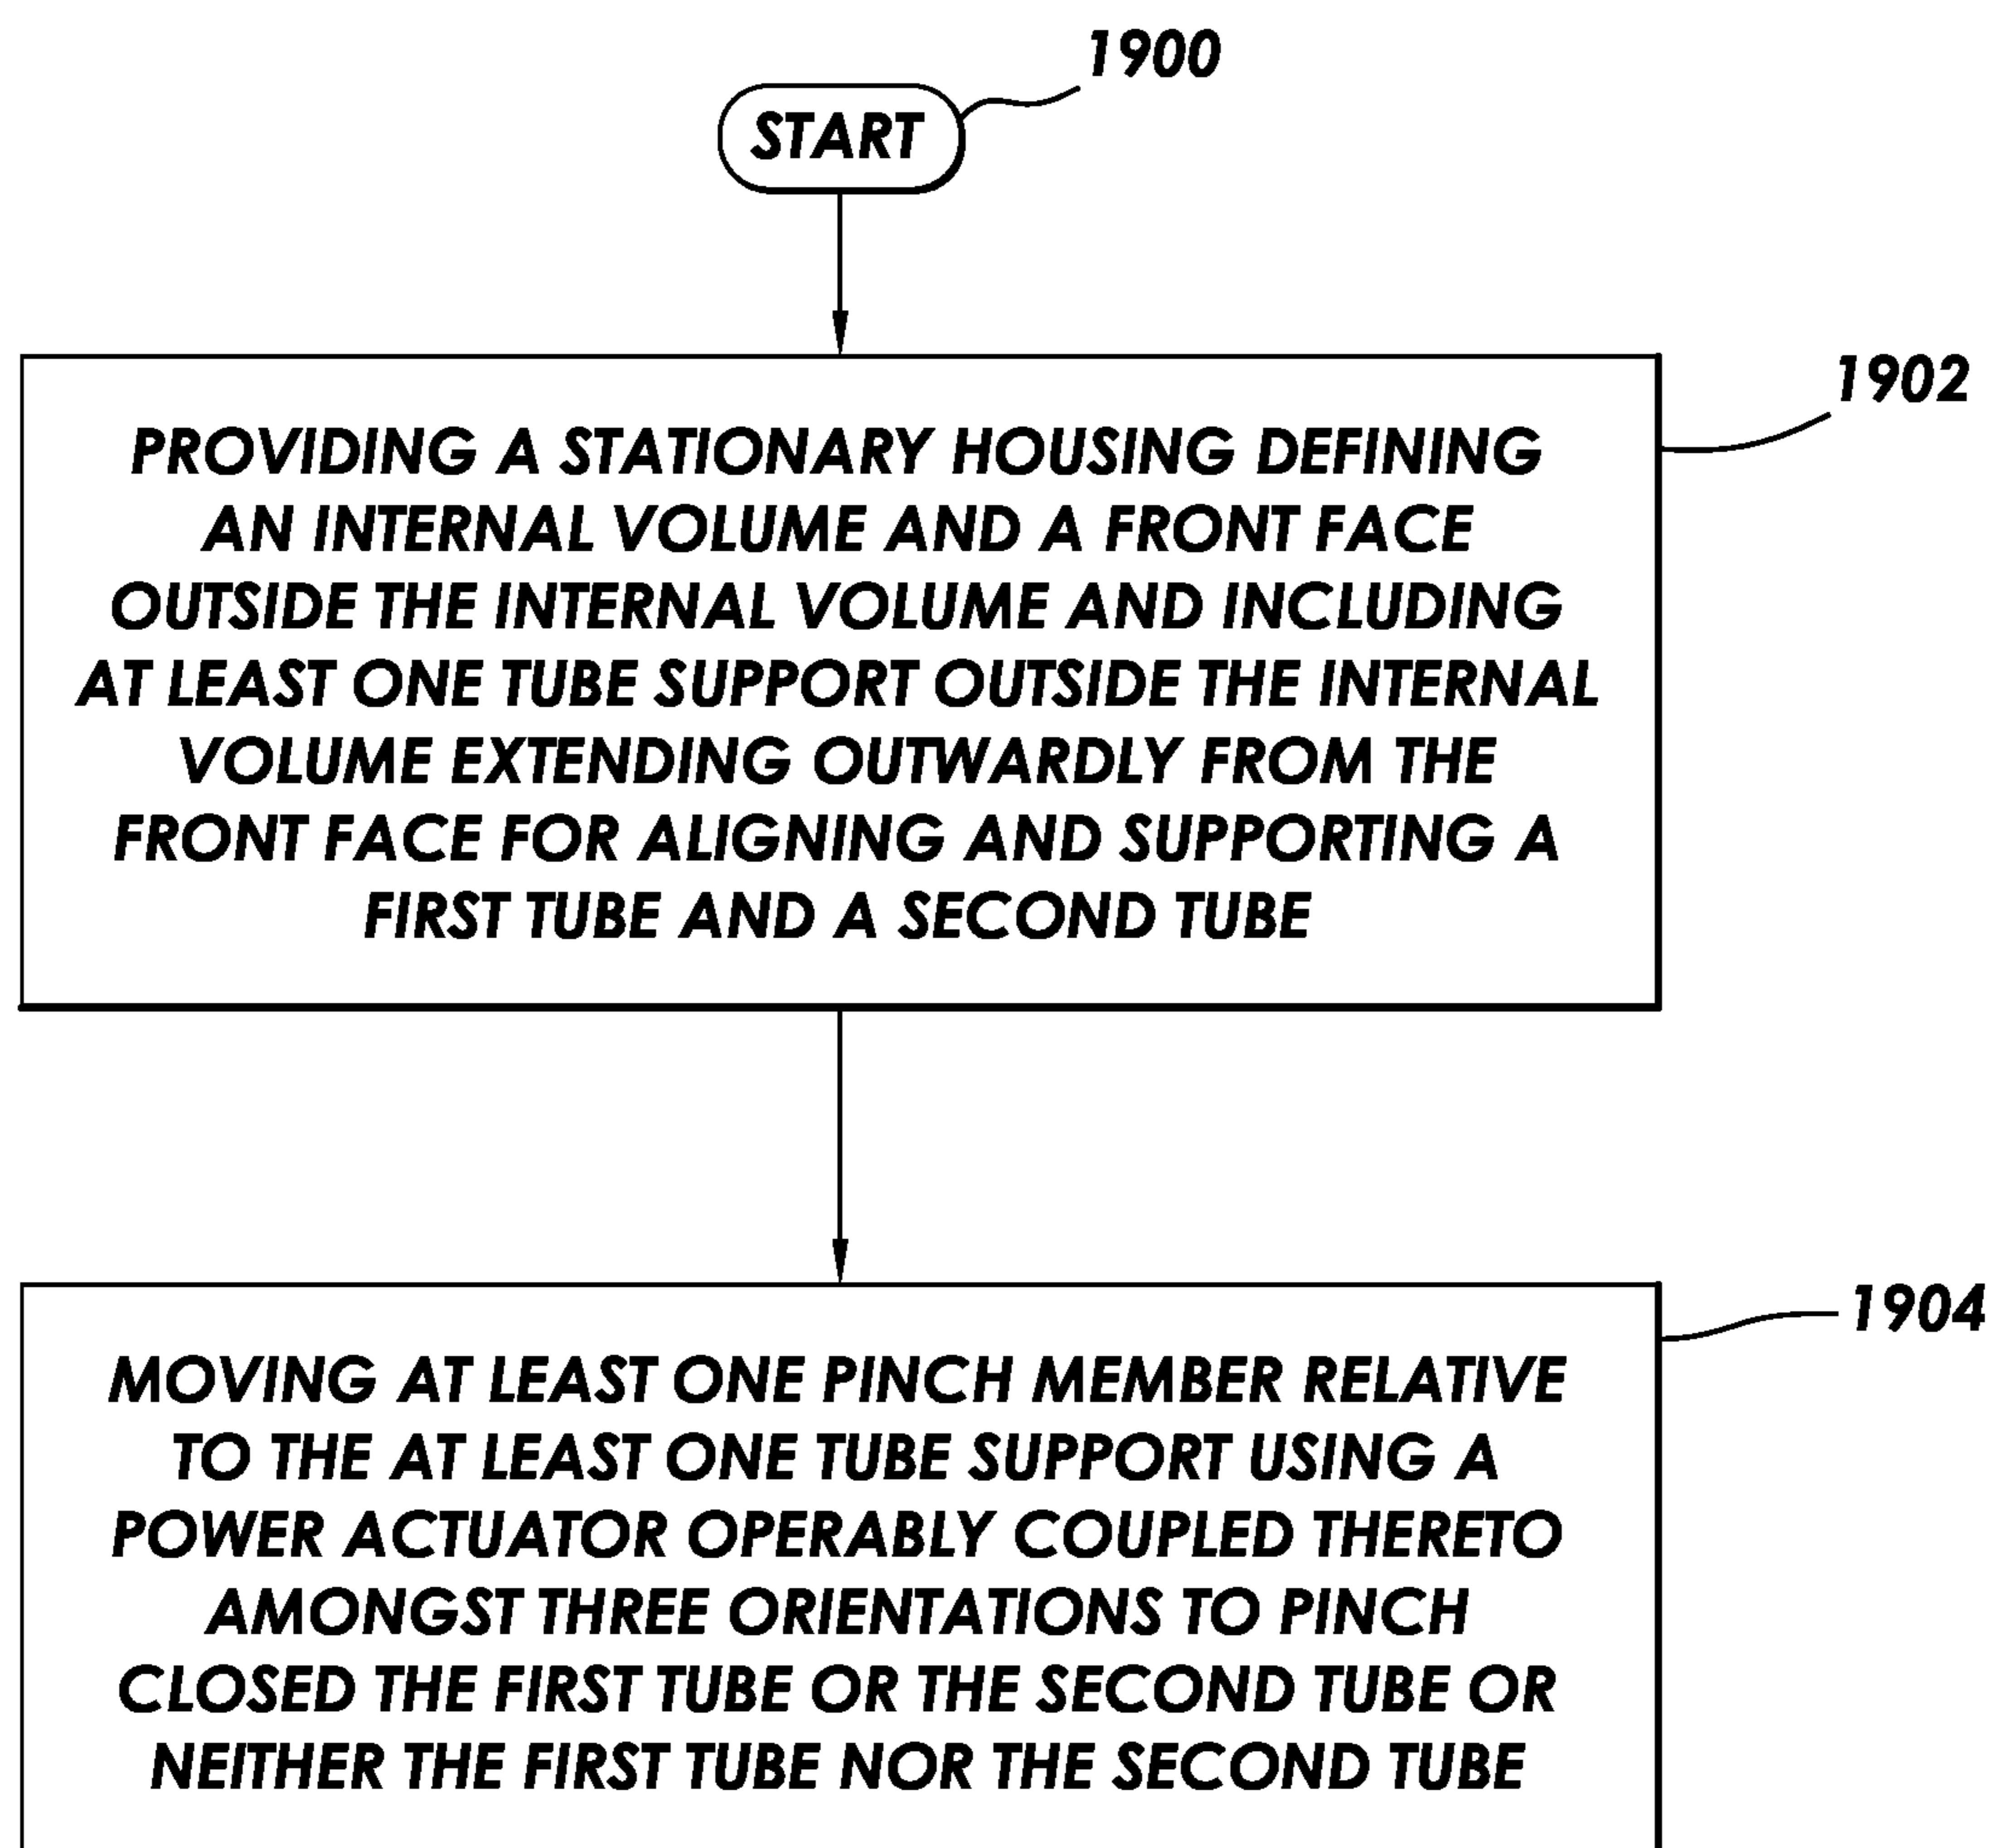 1900
START
1902
PROVIDING A STATIONARY HOUSING DEFINING
AN INTERNAL VOLUME AND A FRONT FACE
OUTSIDE THE INTERNAL VOLUME AND INCLUDING
AT LEAST ONE TUBE SUPPORT OUTSIDE THE INTERNAL
VOLUME EXTENDING OUTWARDLY FROM THE
FRONT FACE FOR ALIGNING AND SUPPORTING A
FIRST TUBE AND A SECOND TUBE
1904
MOVING AT LEAST ONE PINCH MEMBER RELATIVE
TO THE AT LEAST ONE TUBE SUPPORT USING A
POWER ACTUATOR OPERABLY COUPLED THERETO
AMONGST THREE ORIENTATIONS TO PINCH
CLOSED THE FIRST TUBE OR THE SECOND TUBE OR
NEITHER THE FIRST TUBE NOR THE SECOND TUBE